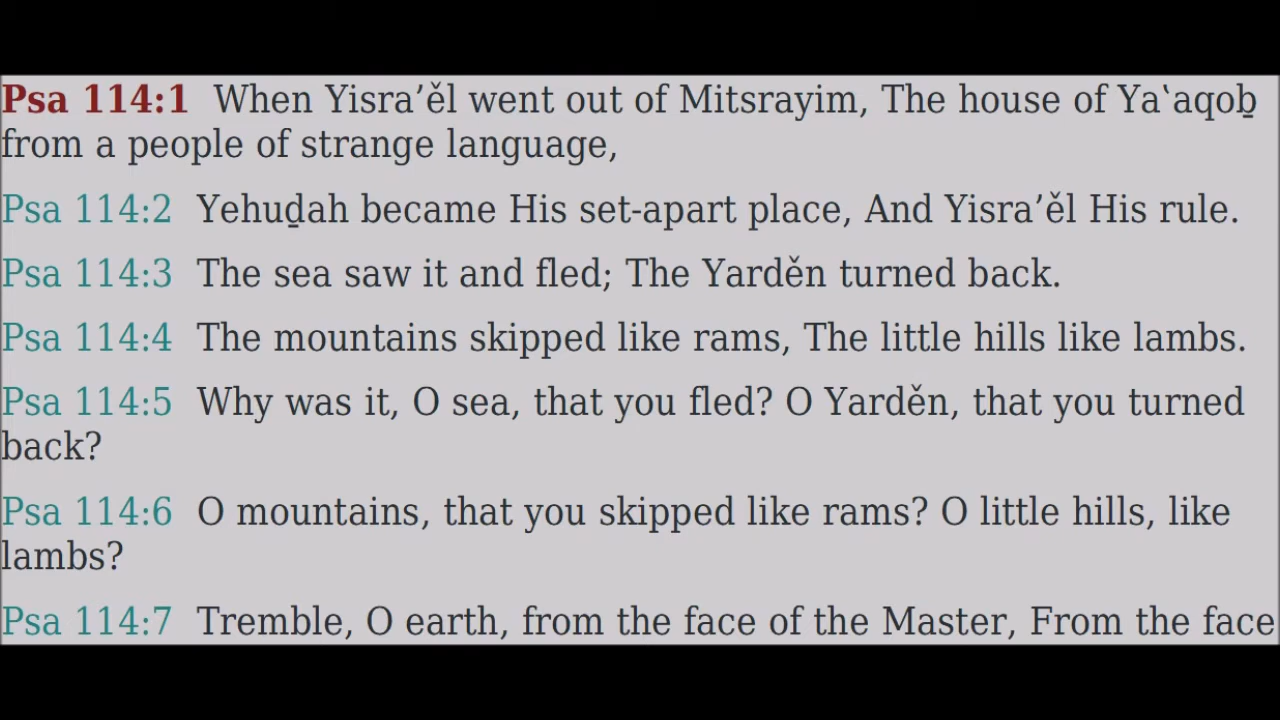 Psa 114:1 When Yisra’ĕl went out of Mitsrayim, The house of Ya‛aqoḇ
from a people of strange language,
Psa 114:2 Yehuḏah became His set-apart place, And Yisra’ĕl His rule.
Psa 114:3 The sea saw it and fled; The Yardĕn turned back.
Psa 114:4 The mountains skipped like rams, The little hills like lambs.
Psa 114:5 Why was it, O sea, that you fled? O Yardĕn, that you turned
back?
Psa 114:6 O mountains, that you skipped like rams? O little hills, like
lambs?
Psa 114:7 Tremble, O earth, from the face of the Master, From the face